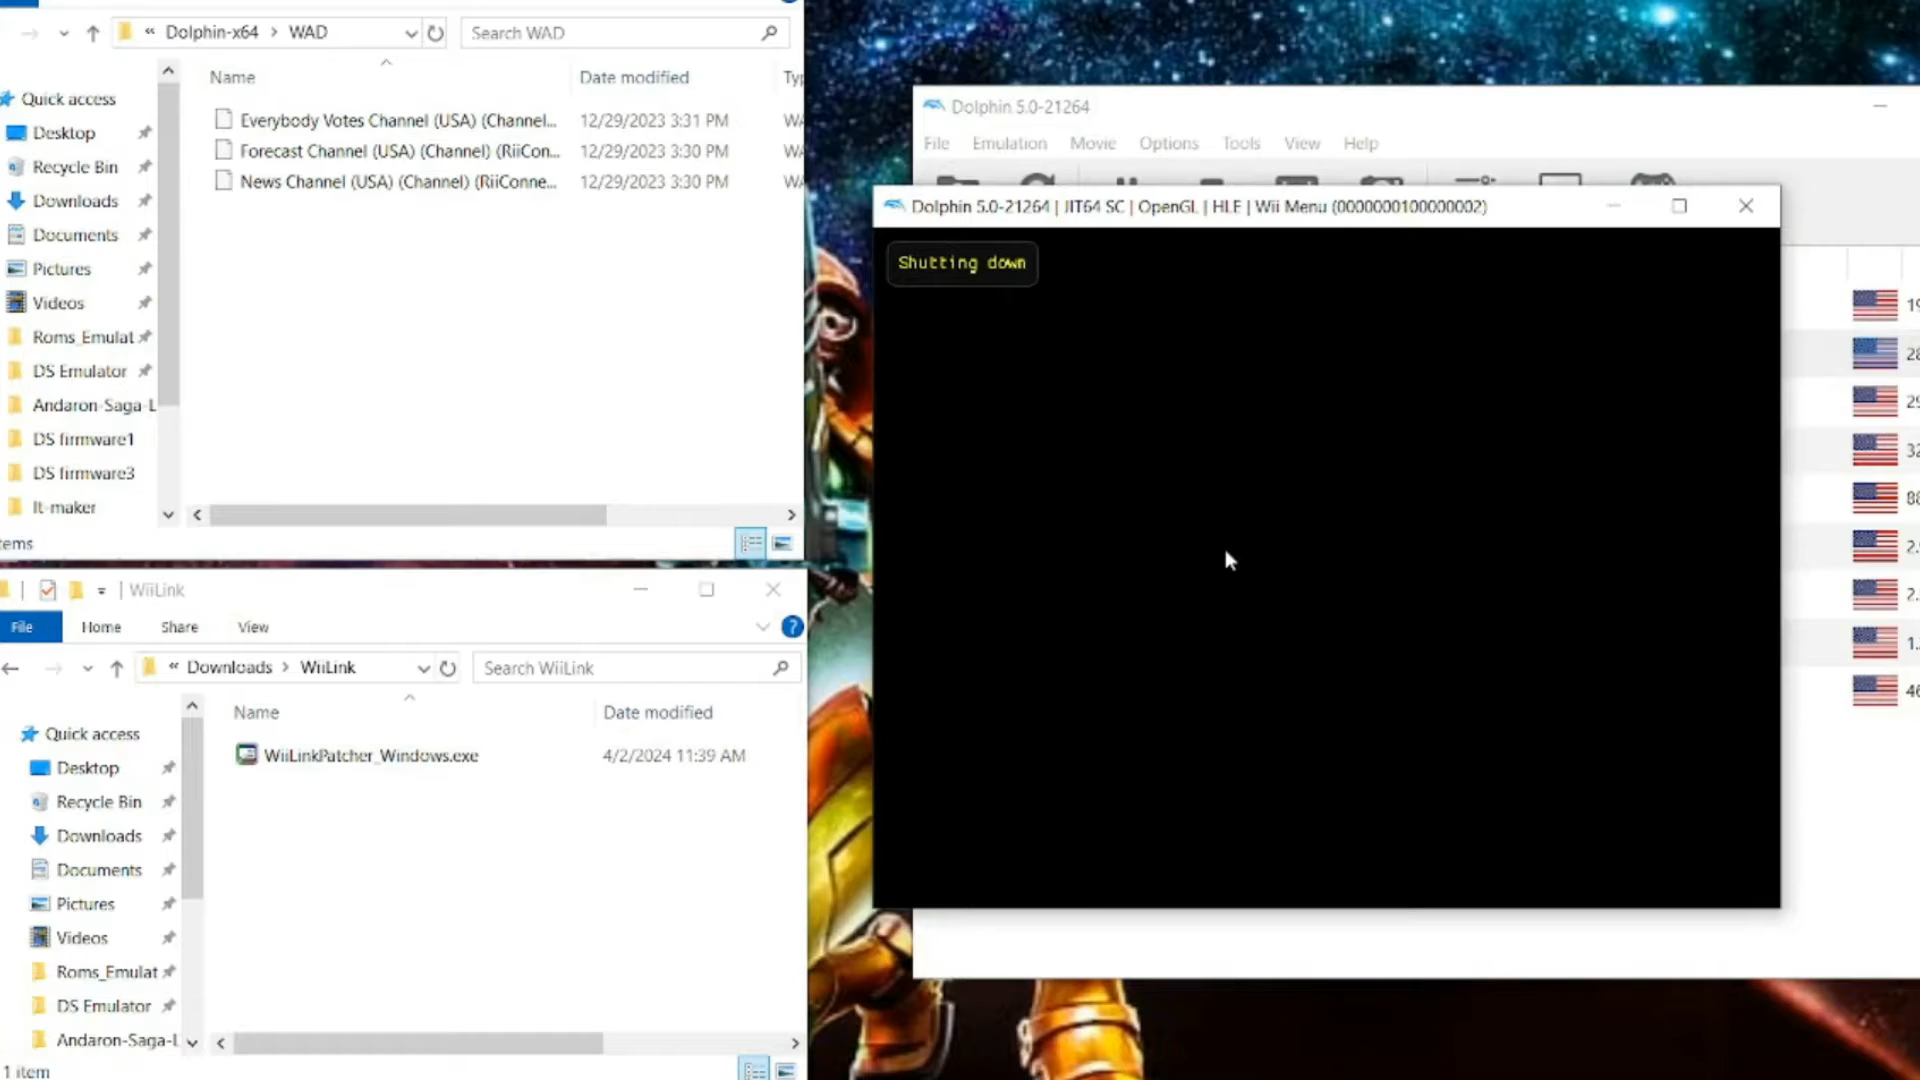 Dolphin-x64 > WAD
Search WAD
Name
Date modified
Quick access
Desktop
Recycle Bin
Downloads
Documents
Pictures
Videos
Roms_Emulat
DS Emulator
Andaron-Saga-L
DS firmware1
DS firmware3
It-maker
Everybody Votes Channel (USA) (Channel... 12/29/2023 3:31 PM
Forecast Channel (USA) (Channel) (RiiCon... 12/29/2023 3:30 PM
News Channel (USA) (Channel) (RiiConne... 12/29/2023 3:30 PM
WiiLink
File Home Share View
Downloads > WiiLink
Search WiiLink
Name
Date modified
Quick access
Desktop
Recycle Bin
Downloads
Documents
Pictures
Videos
Roms_Emulat
DS Emulator
Andaron-Saga-L
WiiLinkPatcher_Windows.exe 4/2/2024 11:39 AM
1 item
Dolphin 5.0-21264
File Emulation Movie Options Tools View Help
Dolphin 5.0-21264 | JIT64 SC | OpenGL | HLE | Wii Menu (0000000100000002)
Shutting down